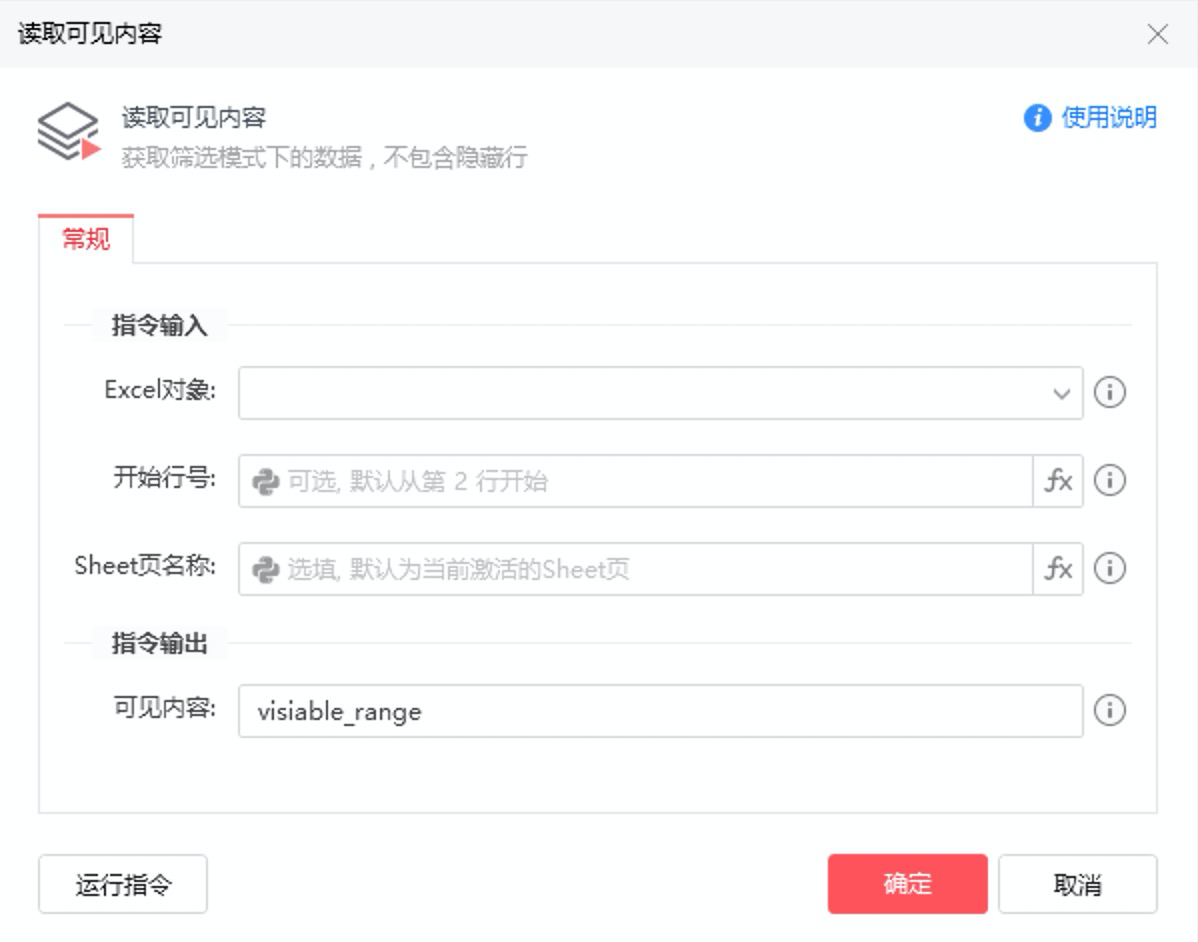 读取可见内容
读取可见内容
使用说明
获取筛选模式下的数据，不包含隐藏行
常规
指令输入
Excel对象:
开始行号:
可选, 默认从第 2 行开始
fx
Sheet页名称:
选填, 默认为当前激活的Sheet页
fx
指令输出
可见内容:
visiable_range
运行指令
确定
取消